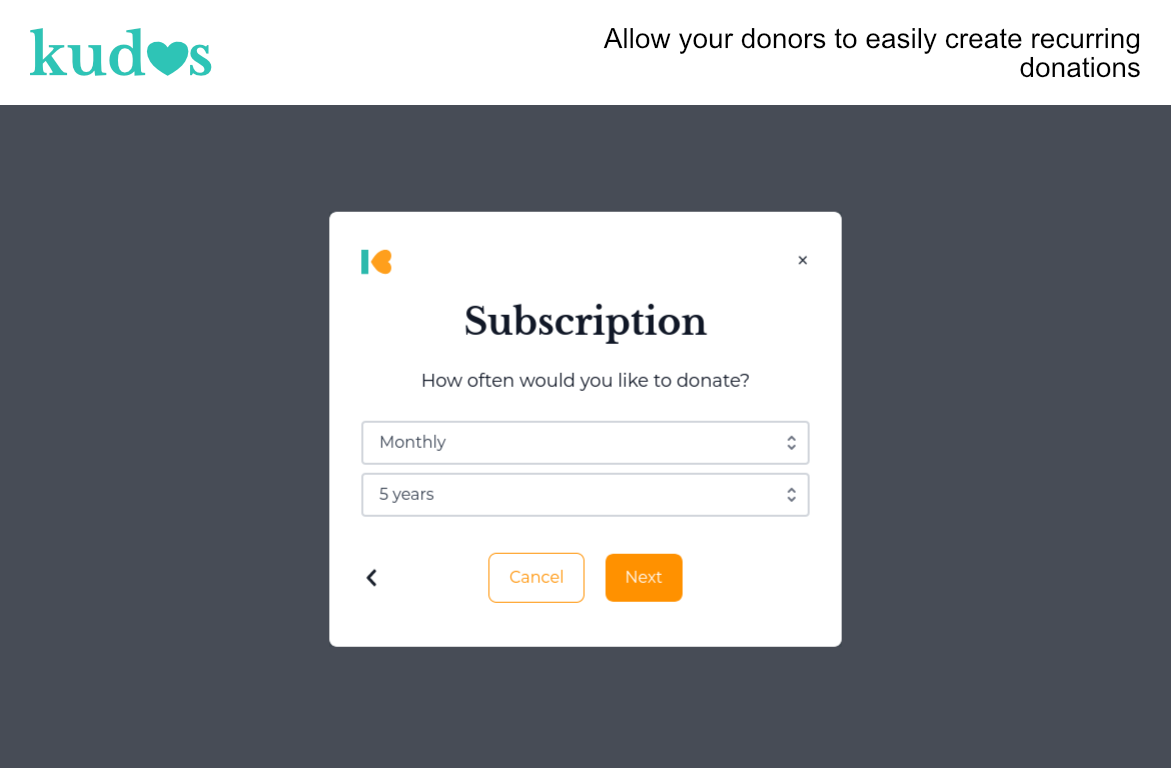 kudos
Allow your donors to easily create recurring
donations
Subscription
How often would you like to donate?
Monthly
5 years
Cancel
Next